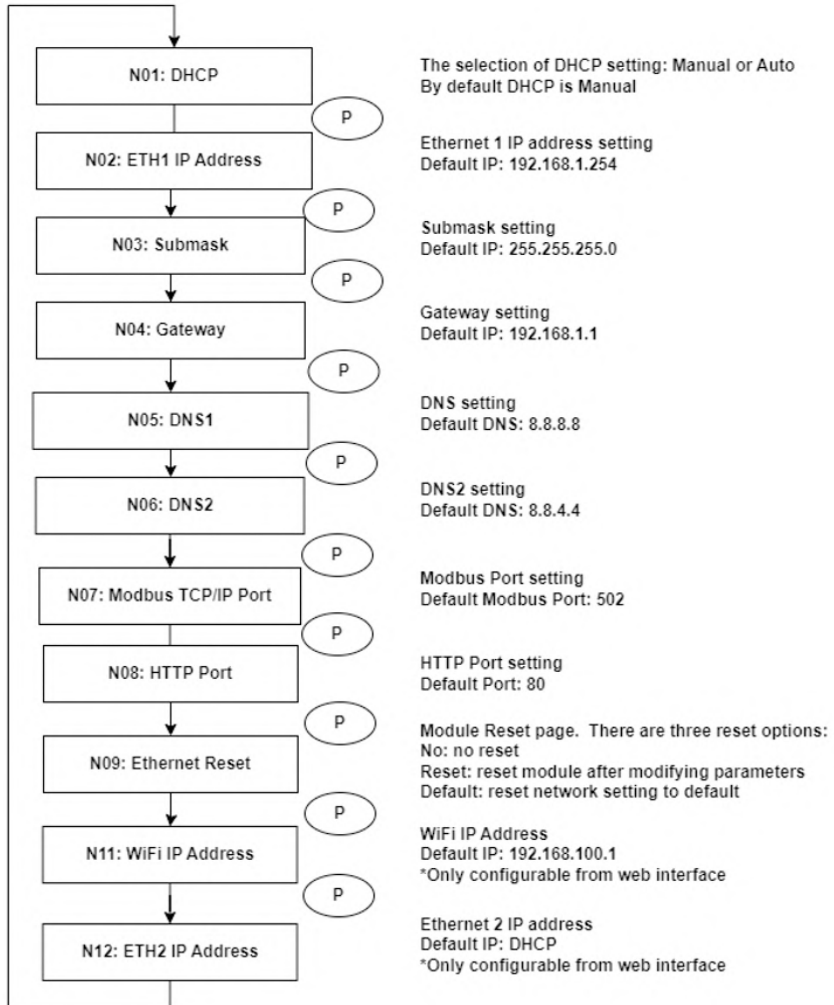 N01: DHCP
The selection of DHCP setting: Manual or Auto
By default DHCP is Manual
P
N02: ETH1 IP Address
Ethernet 1 IP address setting
Default IP: 192.168.1.254
P
N03: Submask
Submask setting
Default IP: 255.255.255.0
P
N04: Gateway
Gateway setting
Default IP: 192.168.1.1
P
N05: DNS1
DNS setting
Default DNS: 8.8.8.8
P
N06: DNS2
DNS2 setting
Default DNS: 8.8.4.4
P
N07: Modbus TCP/IP Port
Modbus Port setting
Default Modbus Port: 502
P
N08: HTTP Port
HTTP Port setting
Default Port: 80
P
N09: Ethernet Reset
Module Reset page. There are three reset options:
No: no reset
Reset: reset module after modifying parameters
Default: reset network setting to default
P
N11: WiFi IP Address
WiFi IP Address
Default IP: 192.168.100.1
*Only configurable from web interface
P
N12: ETH2 IP Address
Ethernet 2 IP address
Default IP: DHCP
*Only configurable from web interface